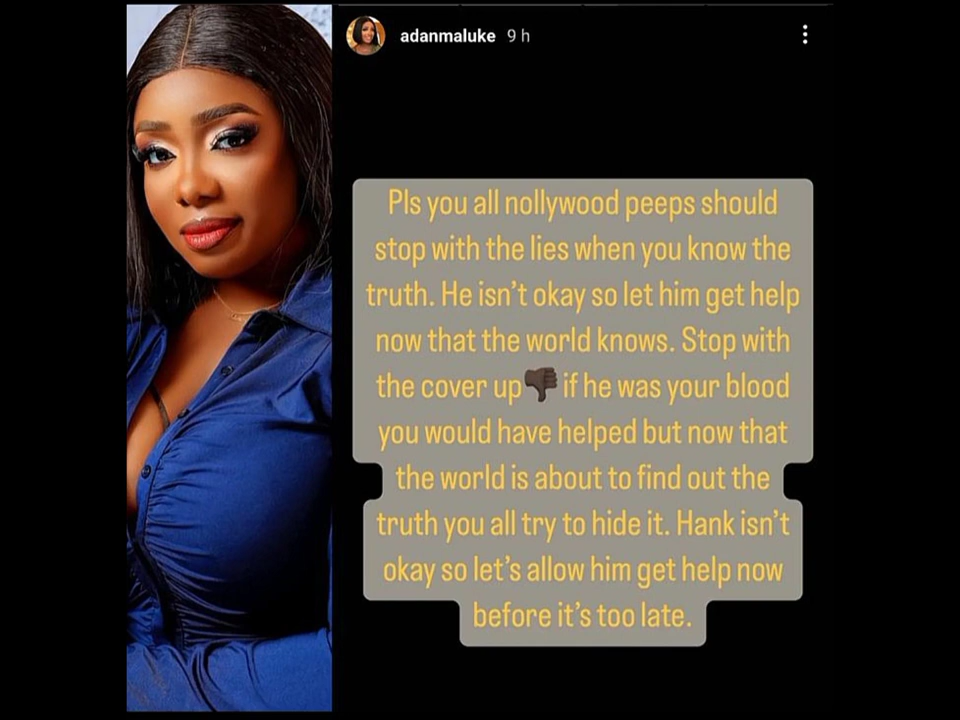 adanmaluke 9 h
Pls you all nollywood peeps should
stop with the lies when you know the
truth. He isn't okay so let him get help
now that the world knows. Stop with
the cover up👎🏿if he was your blood
you would have helped but now that
the world is about to find out the
truth you all try to hide it. Hank isn't
okay so let's allow him get help now
before it's too late.